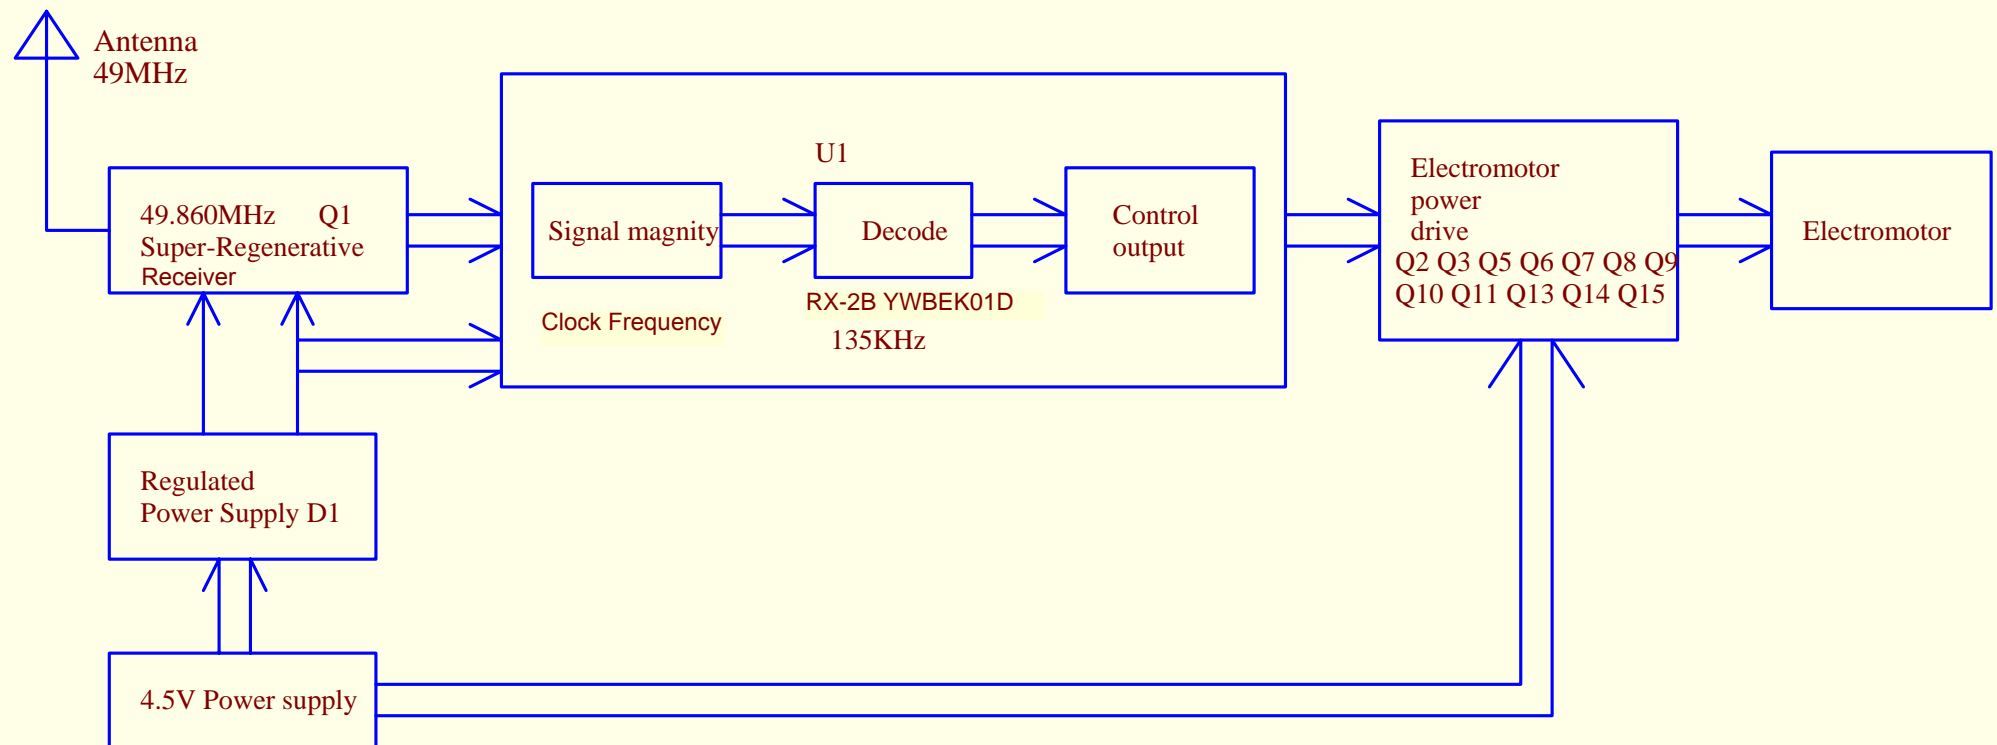 Antenna
49MHz
49.860MHz Q1
Super-Regenerative
Receiver
U1
Signal magnity
Decode
Control
output
Clock Frequency
RX-2B YWBEK01D
135KHz
Electromotor
power
drive
Q2 Q3 Q5 Q6 Q7 Q8 Q9
Q10 Q11 Q13 Q14 Q15
Electromotor
Regulated
Power Supply D1
4.5V Power supply